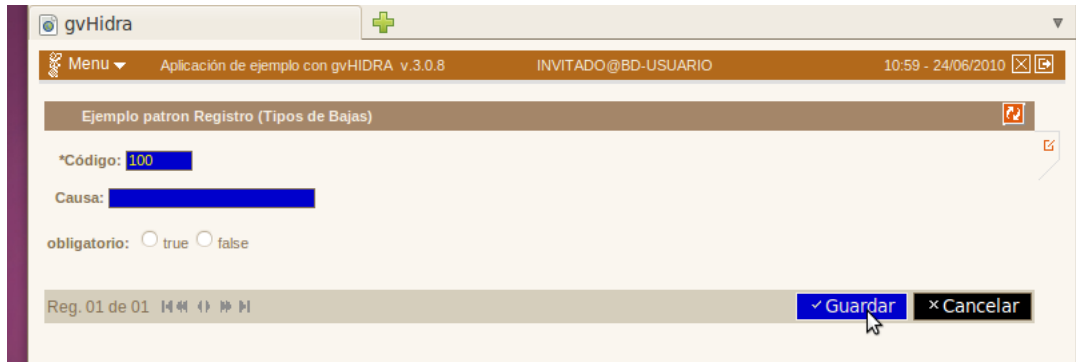 gvHidra
Menu Aplicación de ejemplo con gvHIDRA v.3.0.8 INVITADO@BD-USUARIO 10:59 - 24/06/2010
Ejemplo patron Registro (Tipos de Bajas)
*Código: 100
Causa:
obligatorio: true false
Reg. 01 de 01 Guardar Cancelar